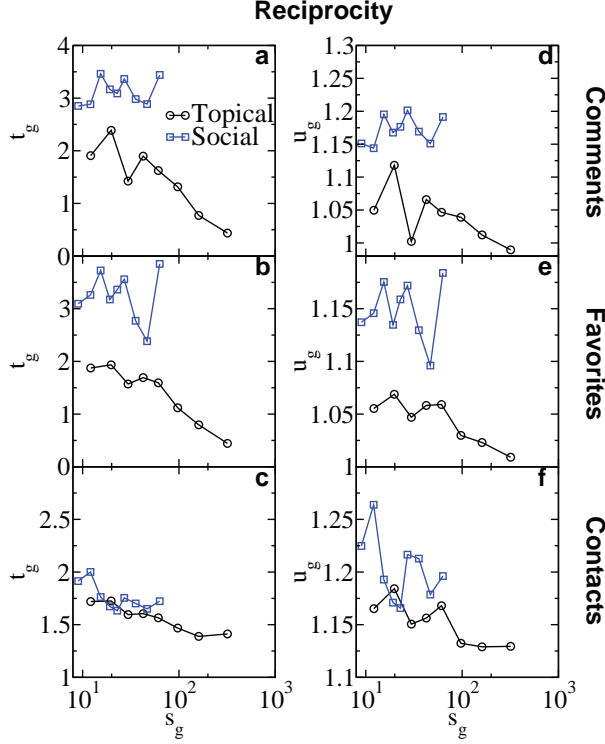 Reciprocity
a
4
3
2
1
0
t_g
Topical
Social
d
1.3
1.25
1.2
1.15
1.1
1.05
1
u_g
Comments
b
3
2
1
0
t_g
e
1.15
1.1
1.05
1
u_g
Favorites
c
2.5
2
1.5
1
t_g
10^1
10^2
10^3
s_g
f
1.25
1.2
1.15
1.1
u_g
10^1
10^2
10^3
s_g
Contacts